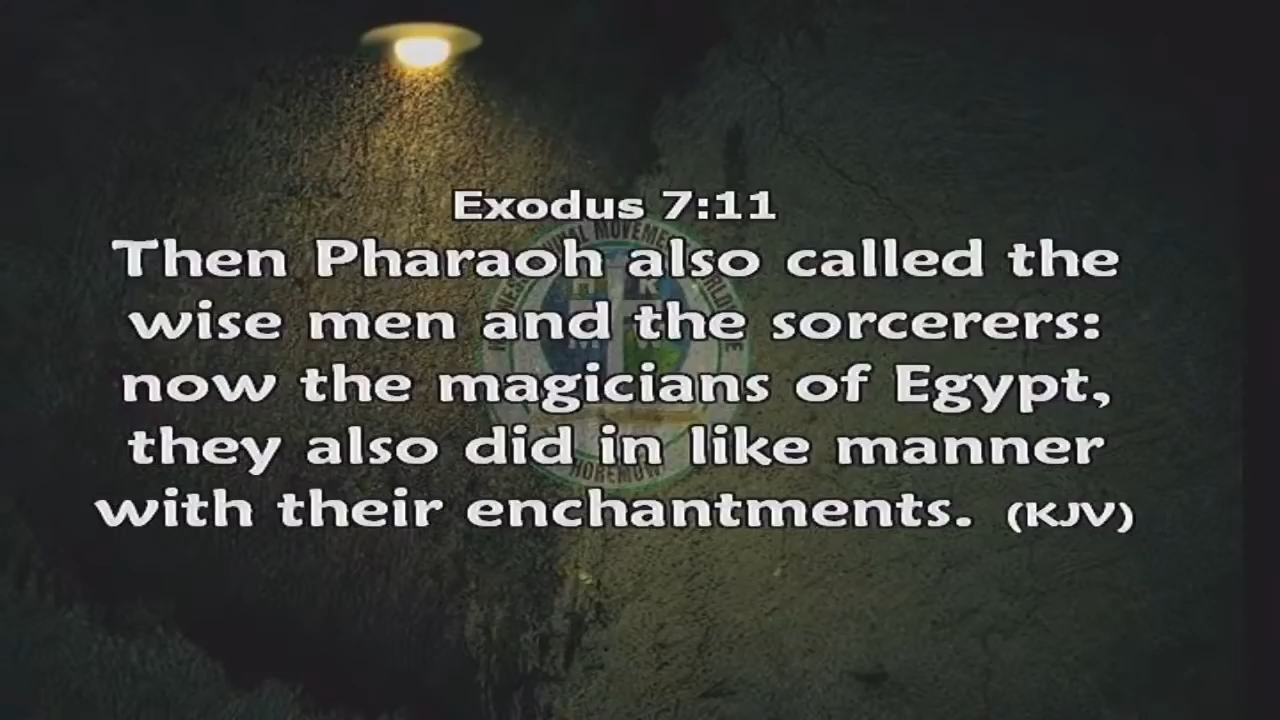 Exodus 7:11
Then Pharaoh also called the
wise men and the sorcerers:
now the magicians of Egypt,
they also did in like manner
with their enchantments. (KJV)
HOREMOW